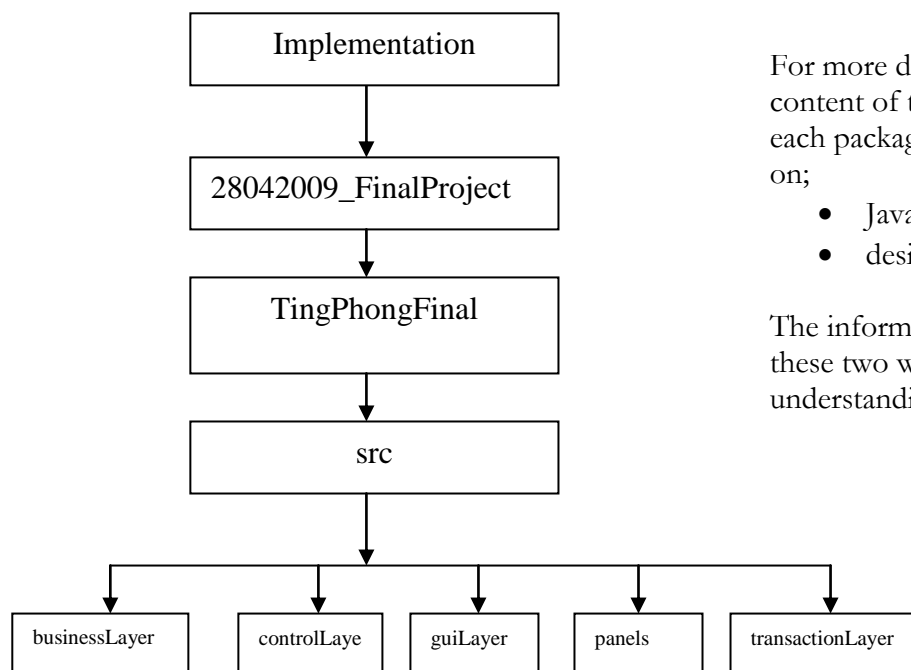 Implementation
28042009_FinalProject
TingPhongFinal
src
businessLayer
controlLaye
guiLayer
panels
transactionLayer
For more d
content of t
each packag
on;
• Java
• desi
The inform
these two w
understandi